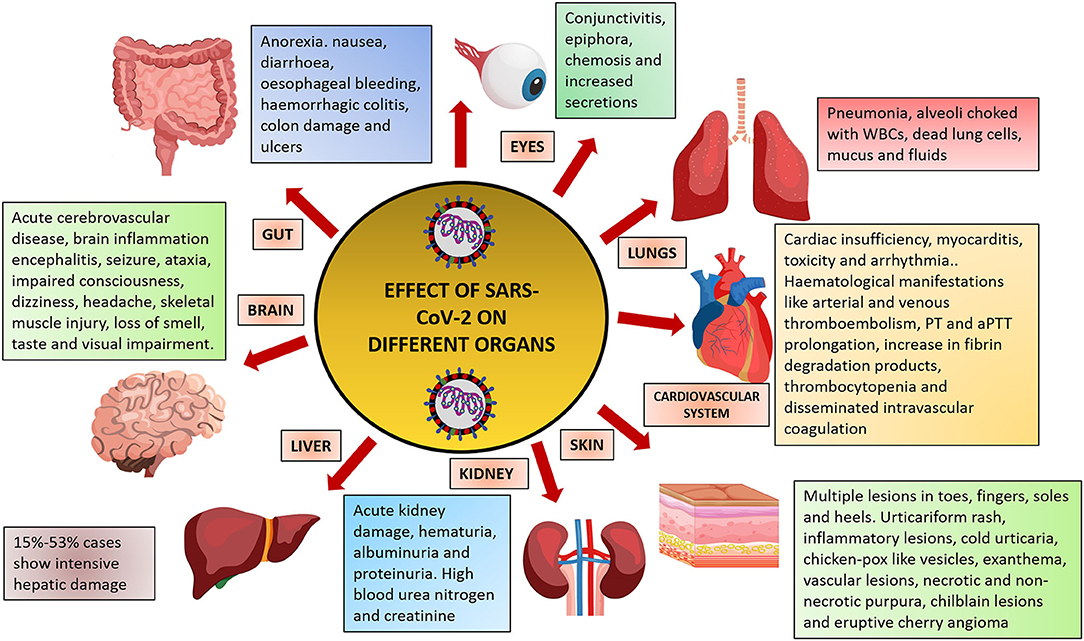 Anorexia. nausea,
diarrhoea,
oesophageal bleeding,
haemorrhagic colitis,
colon damage and
ulcers
Conjunctivitis,
epiphora,
chemosis and
increased
secretions
EYES
Pneumonia, alveoli choked
with WBCs, dead lung cells,
mucus and fluids
LUNGS
GUT
Acute cerebrovascular
disease, brain inflammation
encephalitis, seizure, ataxia,
impaired consciousness,
dizziness, headache, skeletal
muscle injury, loss of smell,
taste and visual impairment.
BRAIN
EFFECT OF SARS-
CoV-2 ON
DIFFERENT ORGANS
Cardiac insufficiency, myocarditis,
toxicity and arrhythmia..
Haematological manifestations
like arterial and venous
thromboembolism, PT and aPTT
prolongation, increase in fibrin
degradation products,
thrombocytopenia and
disseminated intravascular
coagulation
CARDIOVASCULAR
SYSTEM
LIVER
KIDNEY
SKIN
15%-53% cases
show intensive
hepatic damage
Acute kidney
damage, hematuria,
albuminuria and
proteinuria. High
blood urea nitrogen
and creatinine
Multiple lesions in toes, fingers, soles
and heels. Urticariform rash,
inflammatory lesions, cold urticaria,
chicken-pox like vesicles, exanthema,
vascular lesions, necrotic and non-
necrotic purpura, chilblain lesions
and eruptive cherry angioma